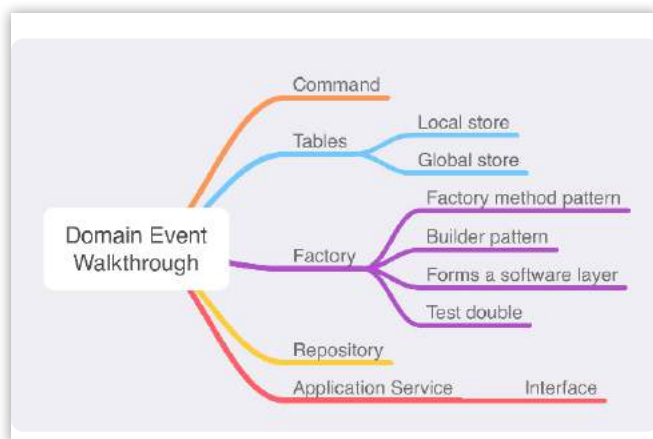 Command
Local store
Tables
Global store
Factory method pattern
Domain Event
Walkthrough
Builder pattern
Factory
Forms a software layer
Test double
Repository
Application Service
Interface